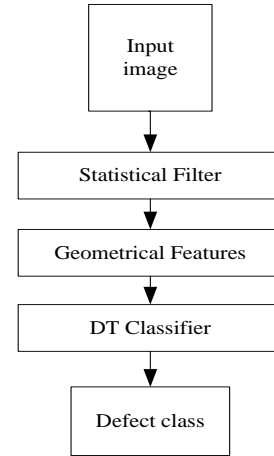 Input
image
Statistical Filter
Geometrical Features
DT Classifier
Defect class